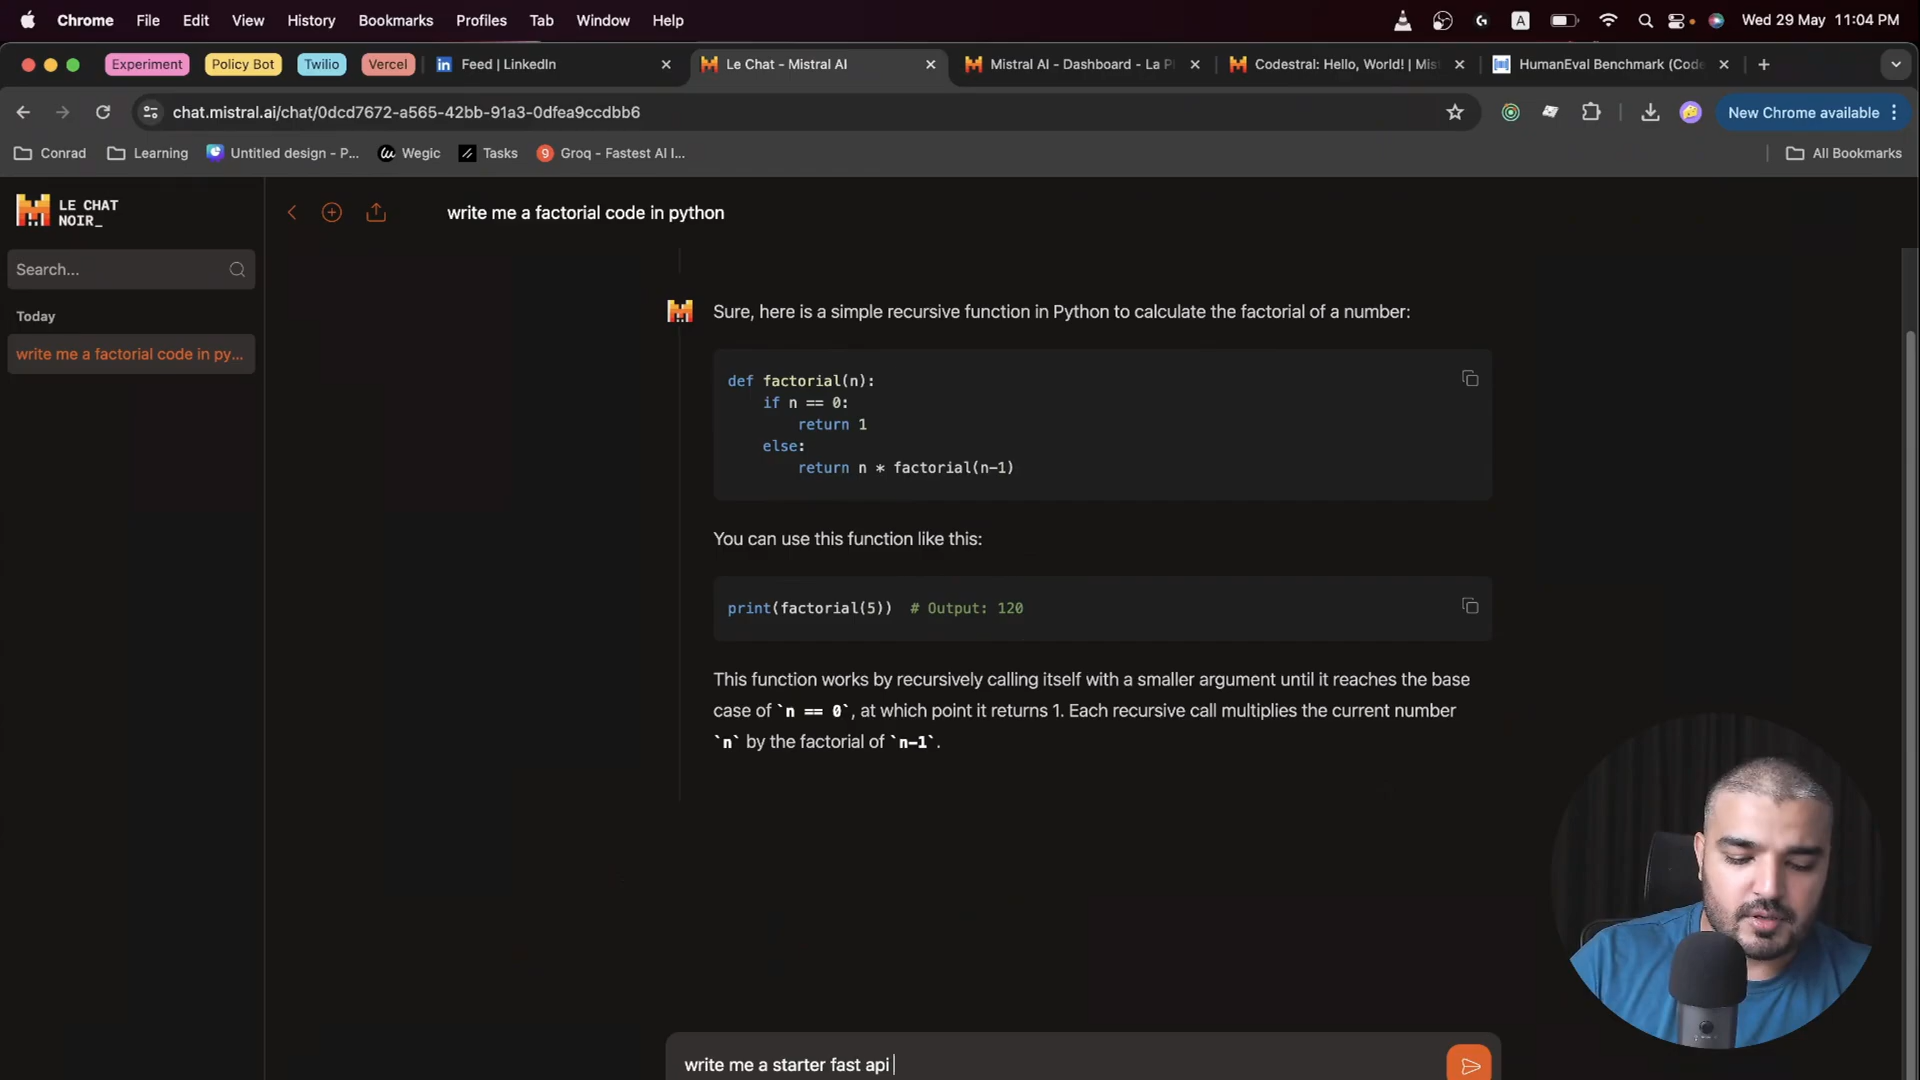 Chrome File Edit View History Bookmarks Profiles Tab Window Help A Wed 29 May 11:04 PM
Experiment Policy Bot Twilio Vercel Feed | LinkedIn Le Chat - Mistral AI Mistral AI - Dashboard - La Pl Codestral: Hello, World! | Mist HumanEval Benchmark (Code
chat.mistral.ai/chat/0dcd7672-a565-42bb-91a3-0dfea9ccdbb6 New Chrome available
Conrad Learning Untitled design - P... Wegic Tasks Groq - Fastest AI I... All Bookmarks
LE CHAT
NOIR_
write me a factorial code in python
Search...
Today
write me a factorial code in py...
Sure, here is a simple recursive function in Python to calculate the factorial of a number:
def factorial(n):
if n == 0:
return 1
else:
return n * factorial(n-1)
You can use this function like this:
print(factorial(5)) # Output: 120
This function works by recursively calling itself with a smaller argument until it reaches the base
case of `n == 0`, at which point it returns 1. Each recursive call multiplies the current number
`n` by the factorial of `n-1`.
write me a starter fast api